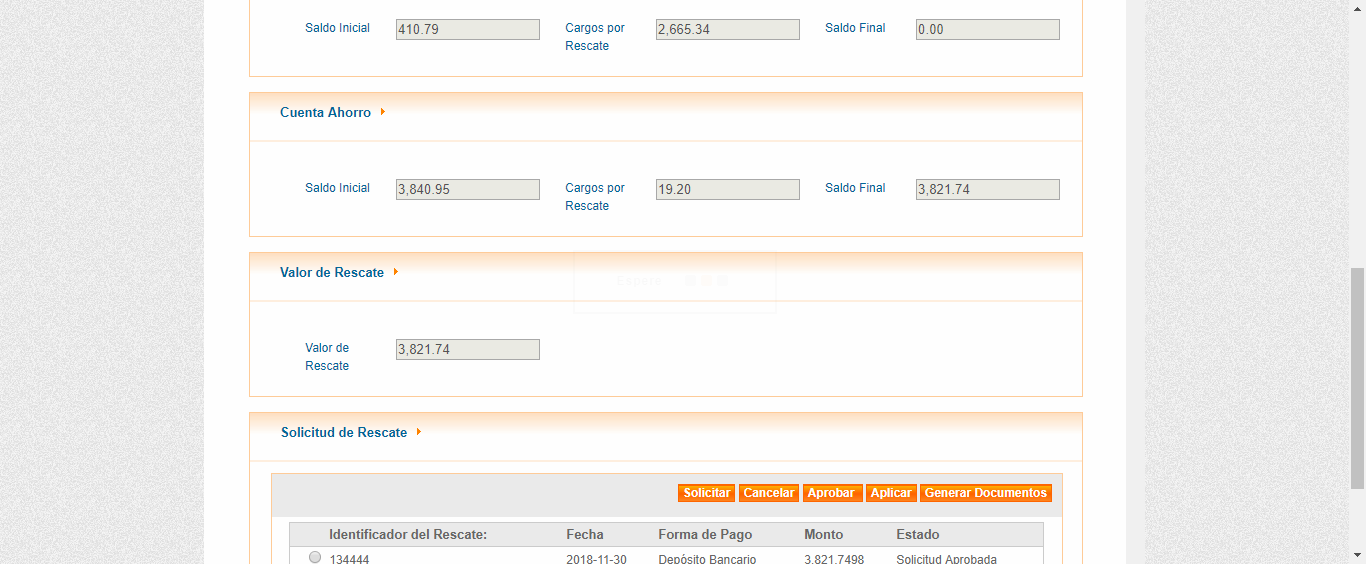 Saldo Inicial 410.79 Cargos por Rescate 2,665.34 Saldo Final 0.00
Cuenta Ahorro
Saldo Inicial 3,840.95 Cargos por Rescate 19.20 Saldo Final 3,821.74
Valor de Rescate
Valor de Rescate 3,821.74
Solicitud de Rescate
Solicitar Cancelar Aprobar Aplicar Generar Documentos
Identificador del Rescate: Fecha Forma de Pago Monto Estado
134444 2018-11-30 Depósito Bancario 3,821.7498 Solicitud Aprobada